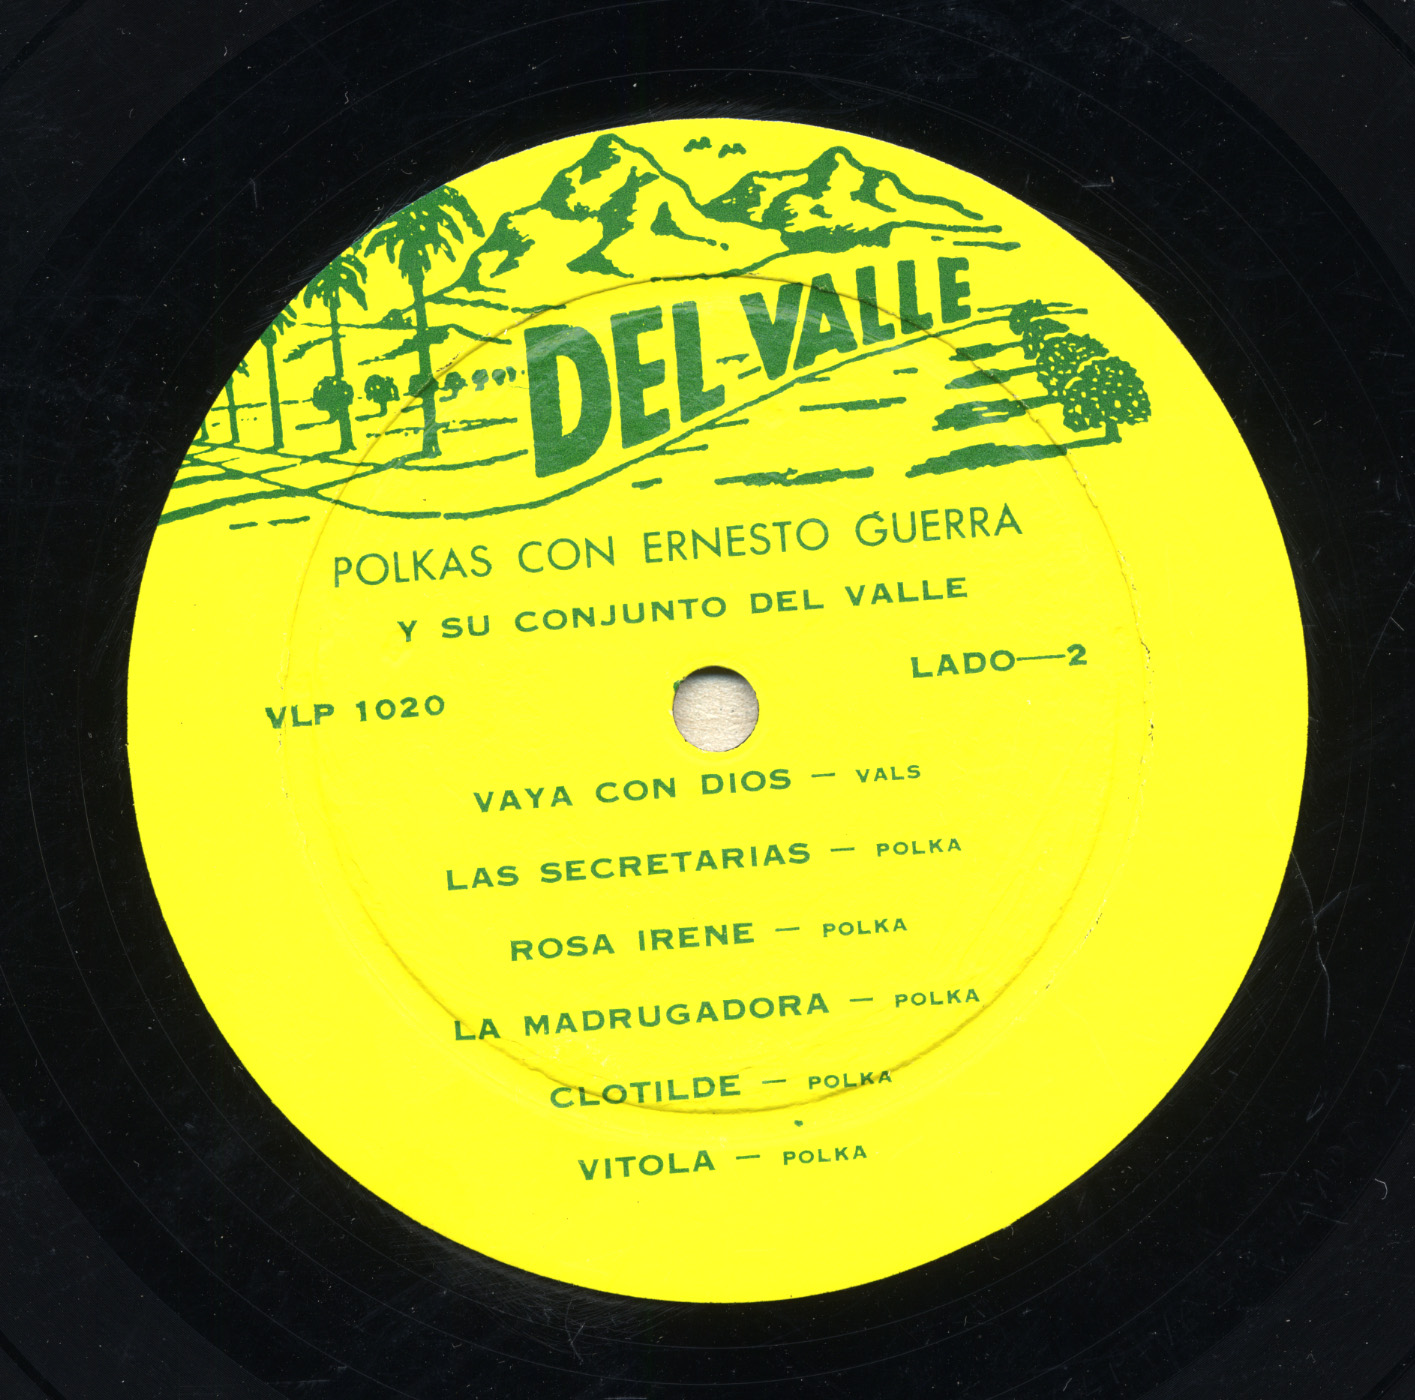 DEL VALLE
POLKAS CON ERNESTO GUERRA
Y SU CONJUNTO DEL VALLE
LADO—2
VLP 1020
VAYA CON DIOS — VALS
LAS SECRETARIAS — POLKA
ROSA IRENE — POLKA
LA MADRUGADORA — POLKA
CLOTILDE — POLKA
VITOLA — POLKA